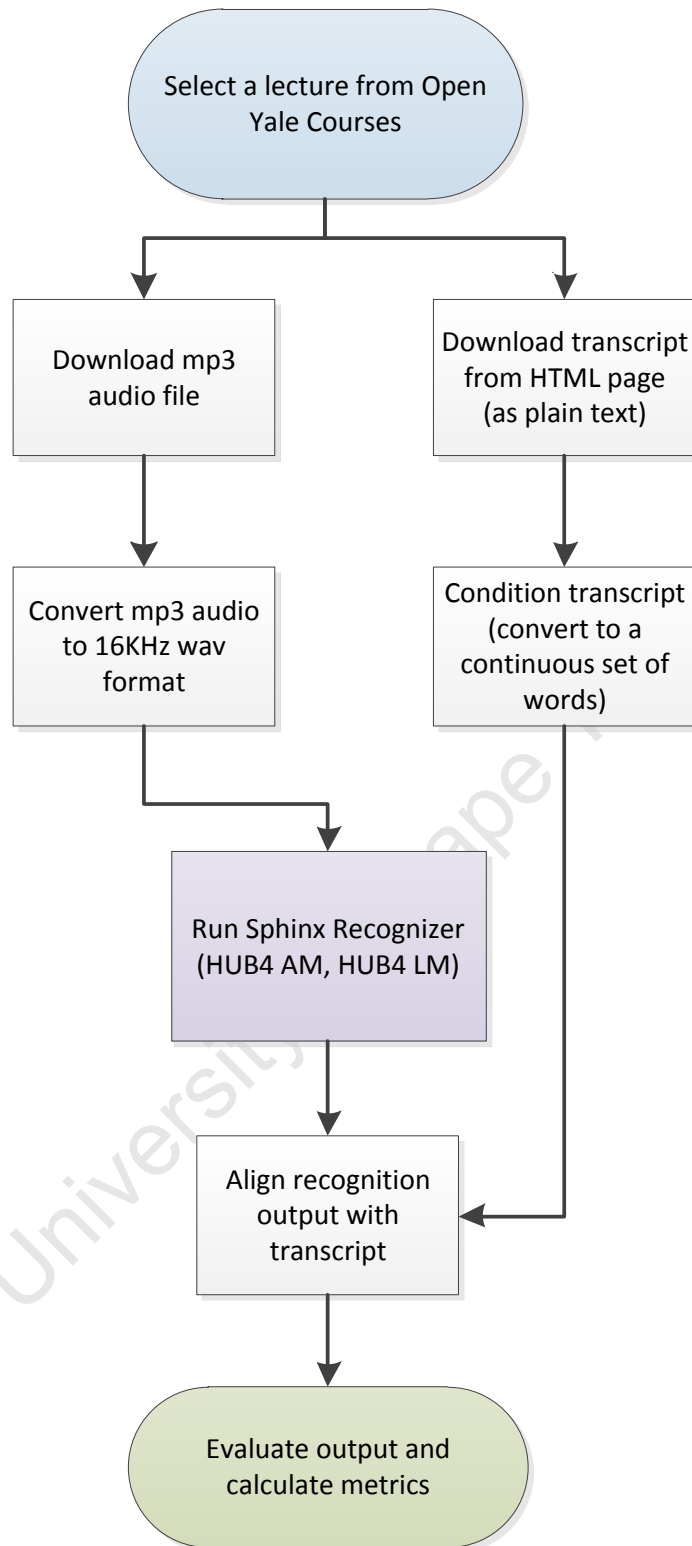 Select a lecture from Open
Yale Courses
Download mp3
audio file
Download transcript
from HTML page
(as plain text)
Convert mp3 audio
to 16KHz wav
format
Condition transcript
(convert to a
continuous set of
words)
Run Sphinx Recognizer
(HUB4 AM, HUB4 LM)
Align recognition
output with
transcript
Evaluate output and
calculate metrics
University
ape